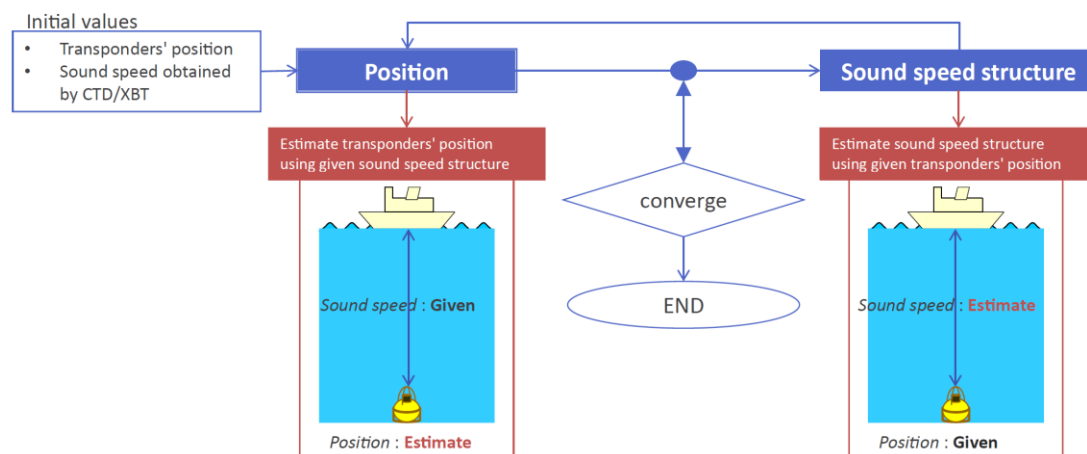 Initial values
• Transponders' position
• Sound speed obtained
by CTD/XBT
Position
Sound speed structure
Estimate transponders' position
using given sound speed structure
Estimate sound speed structure
using given transponders' position
converge
END
Sound speed : Given
Position : Estimate
Sound speed : Estimate
Position : Given